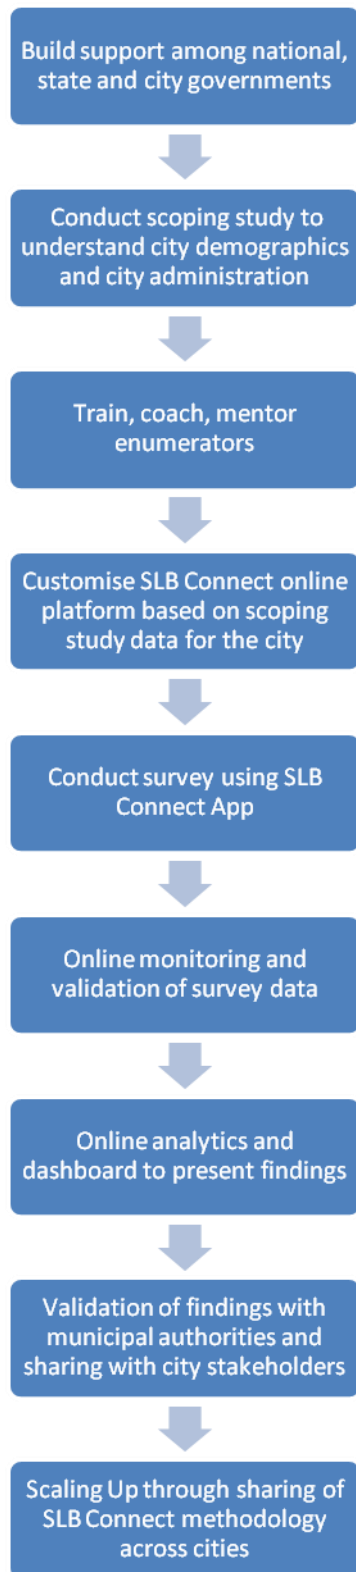 Build support among national,
state and city governments
Conduct scoping study to
understand city demographics
and city administration
Train, coach, mentor
enumerators
Customise SLB Connect online
platform based on scoping
study data for the city
Conduct survey using SLB
Connect App
Online monitoring and
validation of survey data
Online analytics and
dashboard to present findings
Validation of findings with
municipal authorities and
sharing with city stakeholders
Scaling Up through sharing of
SLB Connect methodology
across cities